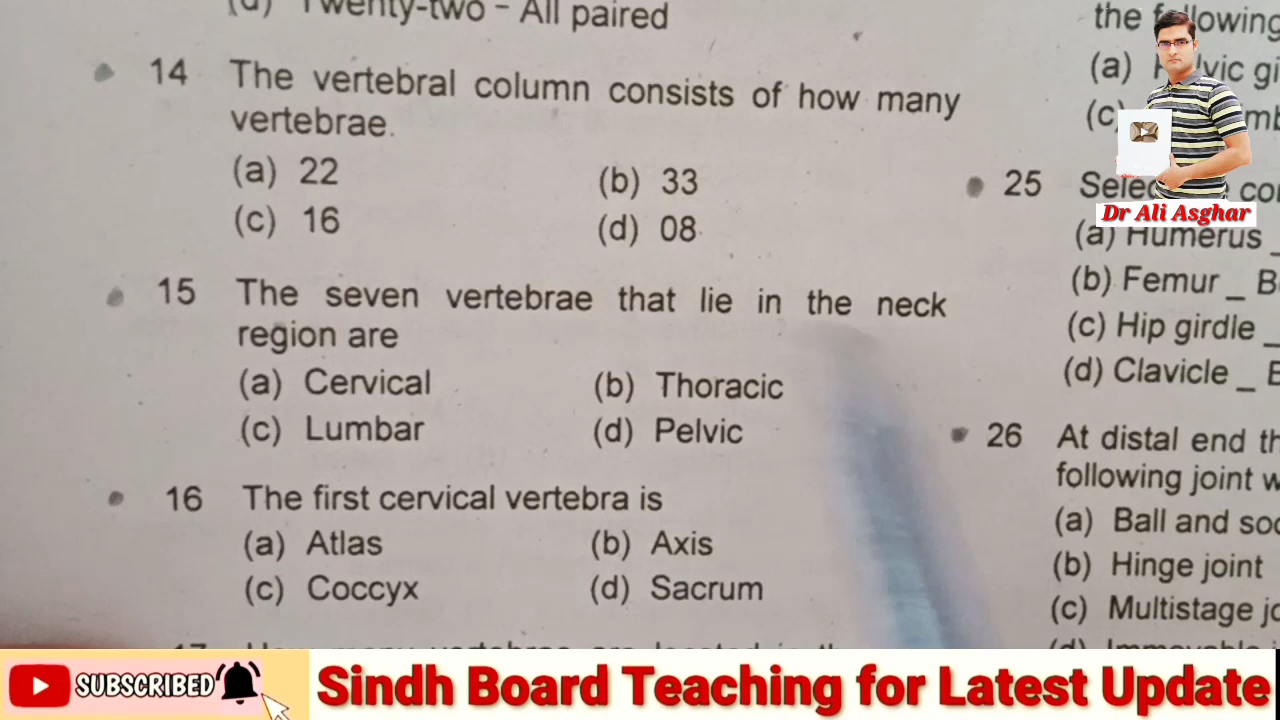 (d) Twenty-two - All paired
14 The vertebral column consists of how many
vertebrae.
(a) 22 (b) 33
(c) 16 (d) 08
15 The seven vertebrae that lie in the neck
region are
(a) Cervical (b) Thoracic
(c) Lumbar (d) Pelvic
16 The first cervical vertebra is
(a) Atlas (b) Axis
(c) Coccyx (d) Sacrum
the following
(a)
(c)
25
(a) Humerus _
(b) Femur _
(c) Hip girdle _
(d) Clavicle _
26 At distal end
following joint
(a) Ball and
(b) Hinge joint
(c) Multistage
Dr Ali Asghar
SUBSCRIBED
Sindh Board Teaching for Latest Update